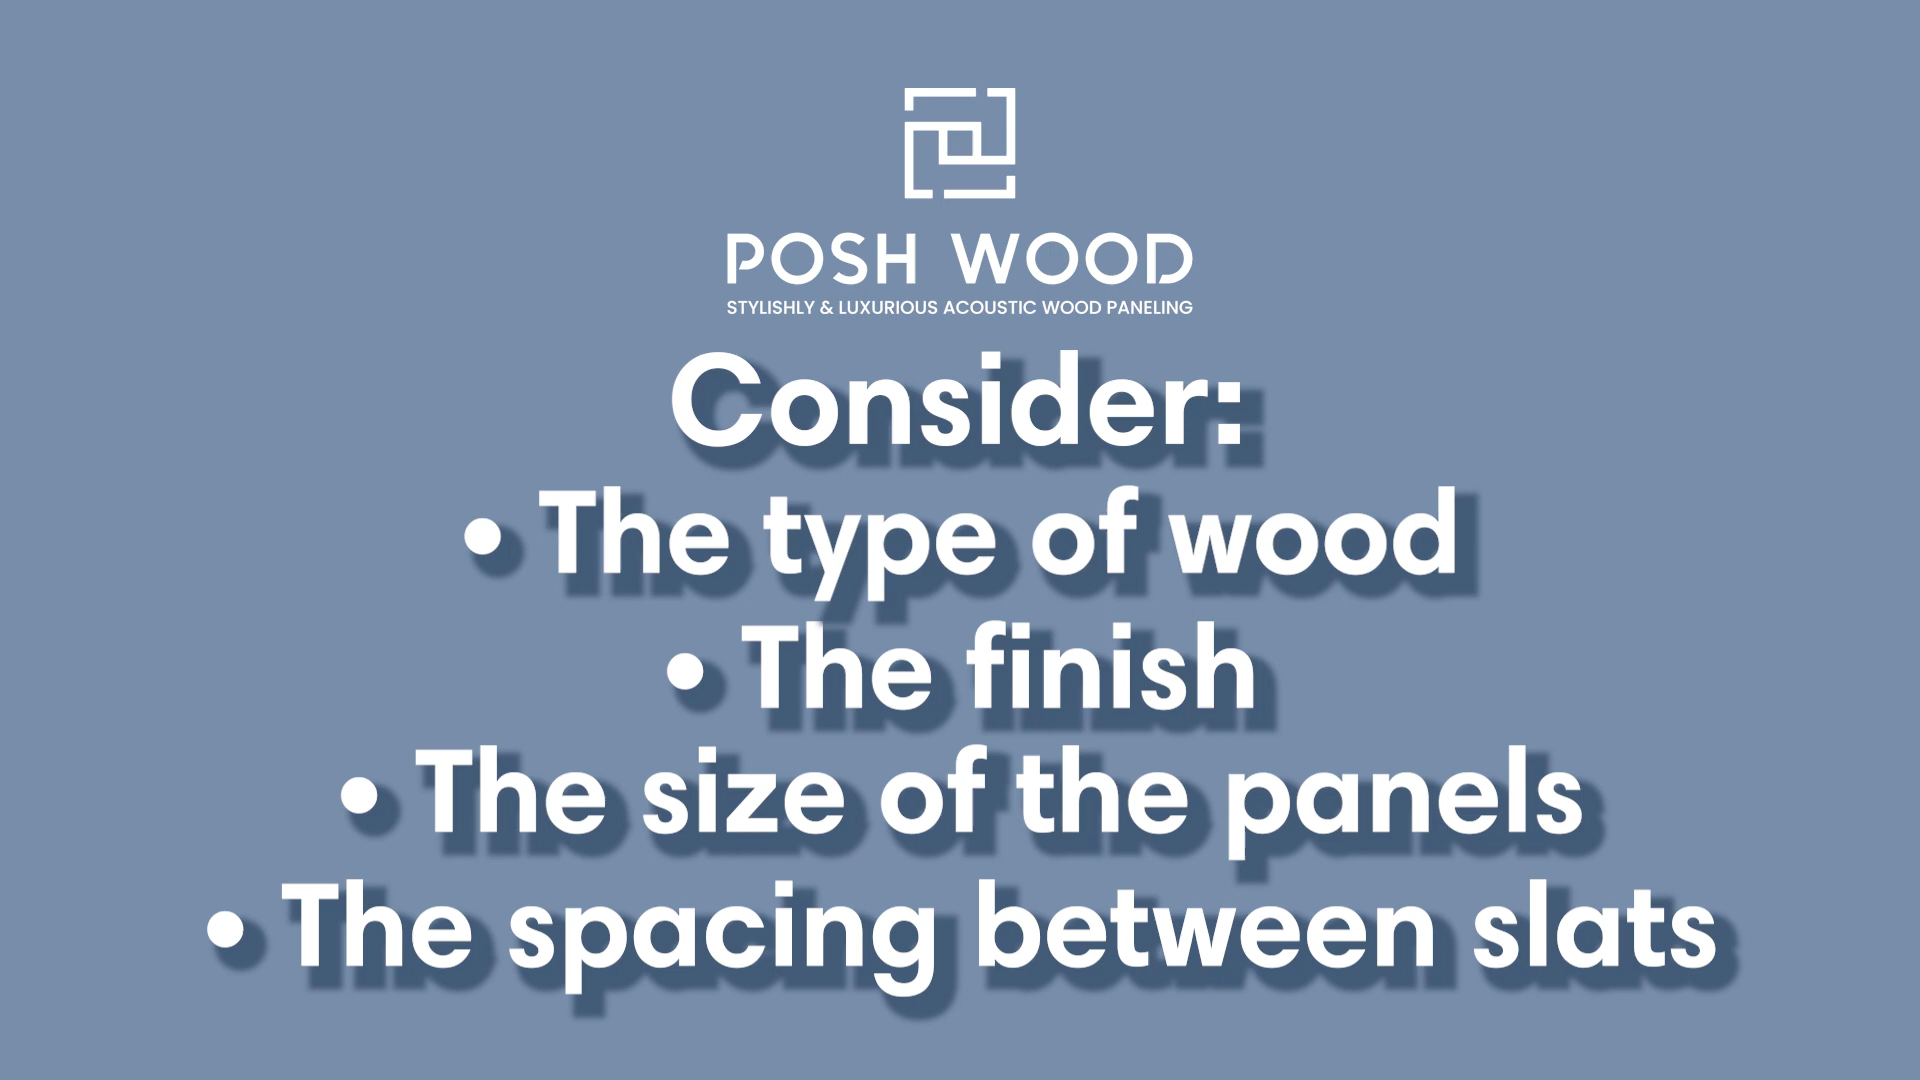 POSH WOOD
STYLISHLY & LUXURIOUS ACOUSTIC WOOD PANELING
Consider:
• The type of wood
• The finish
• The size of the panels
• The spacing between slats